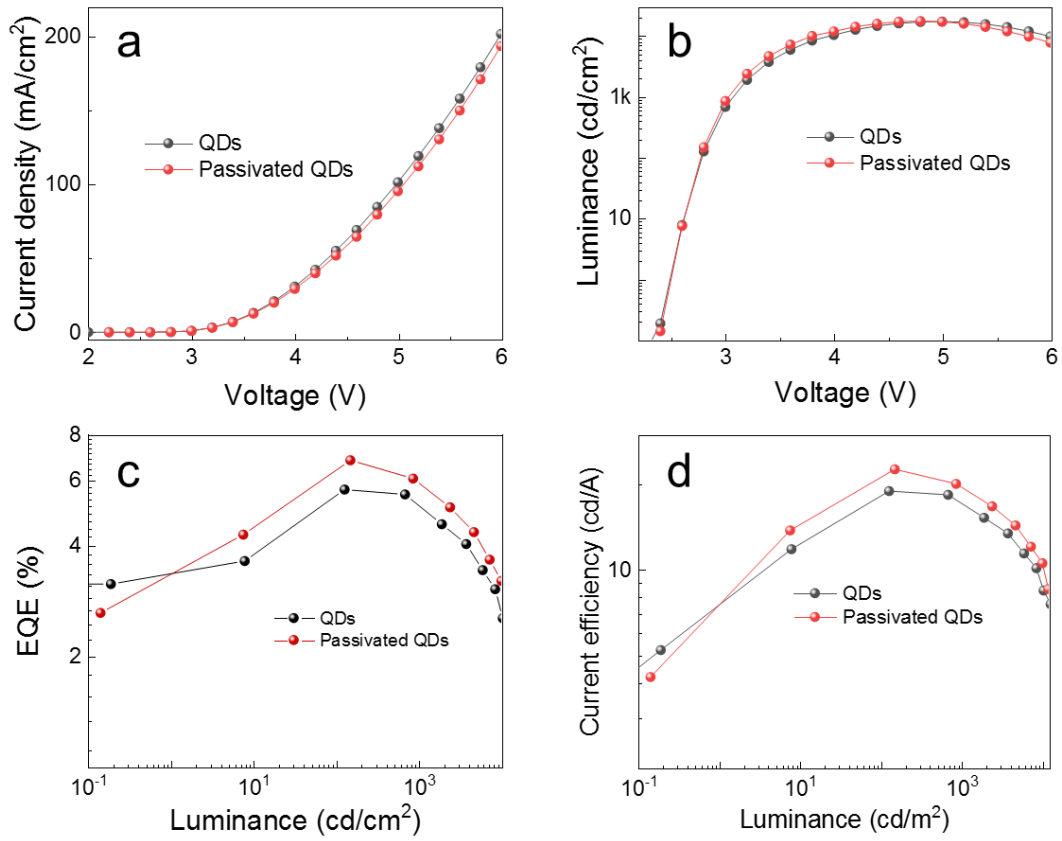 a
200
100
0
Current density (mA/cm²)
QDs
Passivated QDs
2 3 4 5 6
Voltage (V)
b
1k
10
Luminance (cd/cm²)
QDs
Passivated QDs
3 4 5 6
Voltage (V)
c
8
6
4
2
EQE (%)
QDs
Passivated QDs
10⁻¹ 10¹ 10³
Luminance (cd/cm²)
d
10
Current efficiency (cd/A)
QDs
Passivated QDs
10⁻¹ 10¹ 10³
Luminance (cd/m²)